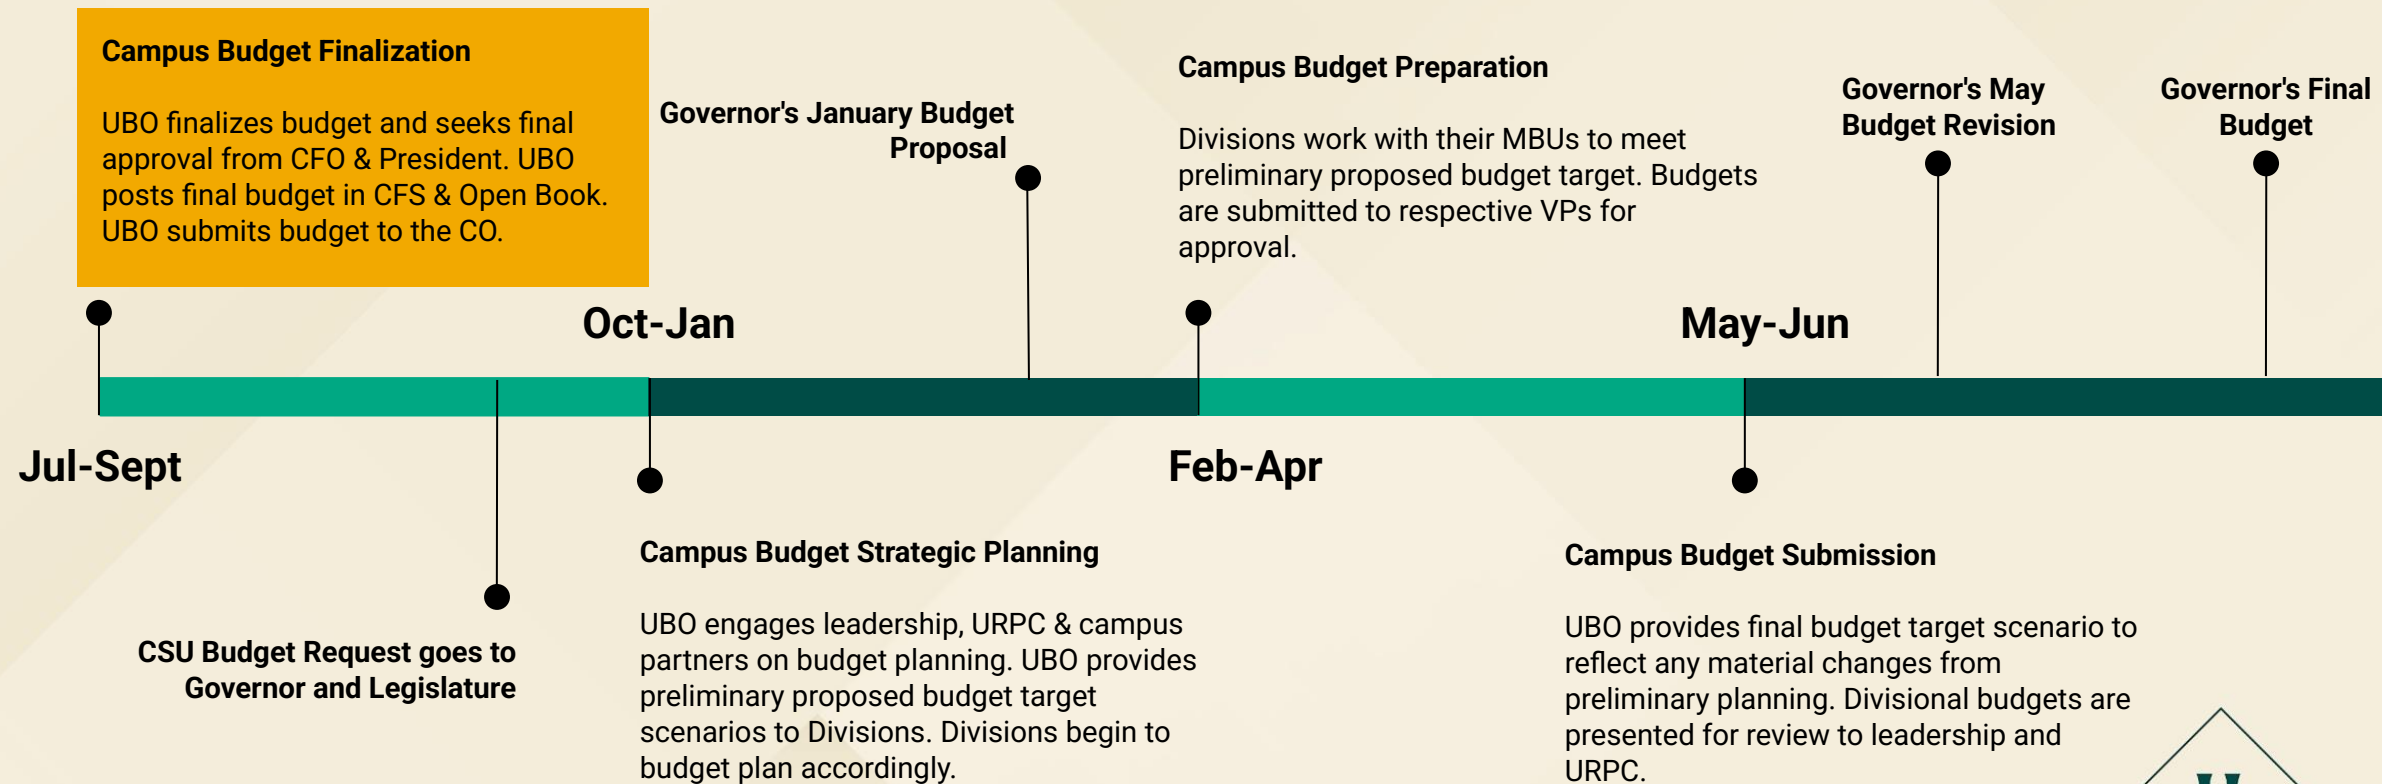 Campus Budget Finalization
UBO finalizes budget and seeks final
approval from CFO & President. UBO
posts final budget in CFS & Open Book.
UBO submits budget to the CO.
Governor's January Budget
Proposal
Campus Budget Preparation
Divisions work with their MBUs to meet
preliminary proposed budget target. Budgets
are submitted to respective VPs for
approval.
Governor's May
Budget Revision
Governor's Final
Budget
Oct-Jan
May-Jun
Jul-Sept
Feb-Apr
CSU Budget Request goes to
Governor and Legislature
Campus Budget Strategic Planning
UBO engages leadership, URPC & campus
partners on budget planning. UBO provides
preliminary proposed budget target
scenarios to Divisions. Divisions begin to
budget plan accordingly.
Campus Budget Submission
UBO provides final budget target scenario to
reflect any material changes from
preliminary planning. Divisional budgets are
presented for review to leadership and
URPC.